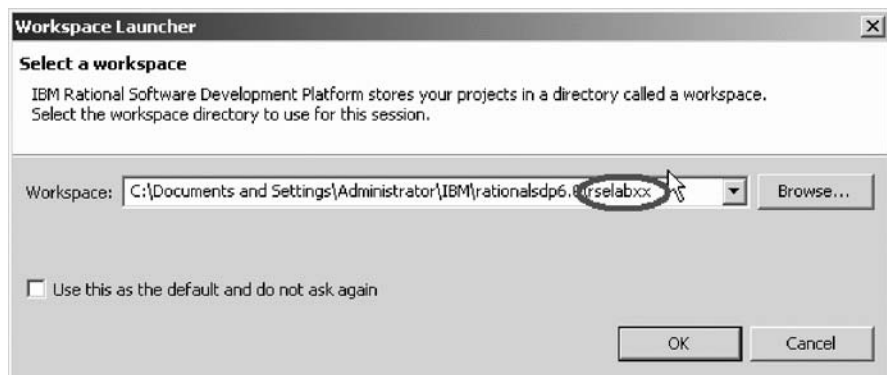 Workspace Launcher
Select a workspace
IBM Rational Software Development Platform stores your projects in a directory called a workspace.
Select the workspace directory to use for this session.
Workspace: C:\Documents and Settings\Administrator\IBM\rationalsdp6.0\rselabxx Browse...
Use this as the default and do not ask again
OK Cancel